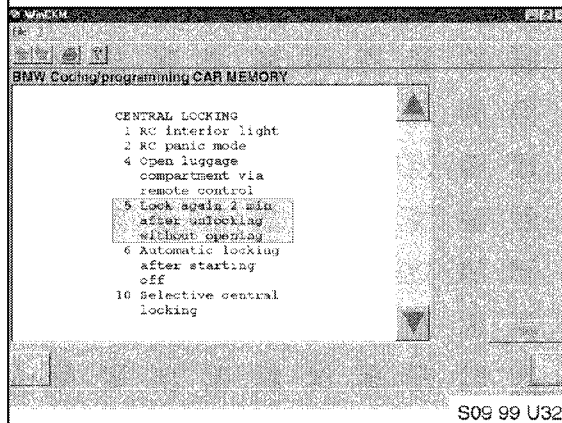 BMW Coding/programming CAR MEMORY
CENTRAL LOCKING
1 RC interior light
2 RC panic mode
4 Open luggage
compartment via
remote control
5 Lock again 2 min
after unlocking
without opening
6 Automatic locking
after starting
off
10 Selective central
locking
S09 99 U32